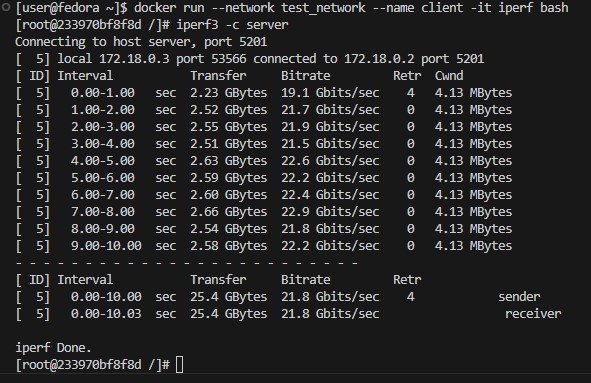 [user@fedora ~]$ docker run --network test_network --name client -it iperf bash
[root@233970bf8f8d /]# iperf3 -c server
Connecting to host server, port 5201
[  5] local 172.18.0.3 port 53566 connected to 172.18.0.2 port 5201
[ ID] Interval           Transfer     Bitrate         Retr  Cwnd
[  5]   0.00-1.00   sec  2.23 GBytes  19.1 Gbits/sec    4   4.13 MBytes
[  5]   1.00-2.00   sec  2.52 GBytes  21.7 Gbits/sec    0   4.13 MBytes
[  5]   2.00-3.00   sec  2.55 GBytes  21.9 Gbits/sec    0   4.13 MBytes
[  5]   3.00-4.00   sec  2.51 GBytes  21.5 Gbits/sec    0   4.13 MBytes
[  5]   4.00-5.00   sec  2.63 GBytes  22.6 Gbits/sec    0   4.13 MBytes
[  5]   5.00-6.00   sec  2.59 GBytes  22.2 Gbits/sec    0   4.13 MBytes
[  5]   6.00-7.00   sec  2.60 GBytes  22.4 Gbits/sec    0   4.13 MBytes
[  5]   7.00-8.00   sec  2.66 GBytes  22.9 Gbits/sec    0   4.13 MBytes
[  5]   8.00-9.00   sec  2.54 GBytes  21.8 Gbits/sec    0   4.13 MBytes
[  5]   9.00-10.00  sec  2.58 GBytes  22.2 Gbits/sec    0   4.13 MBytes
- - - - - - - - - - - - - - - - - - - - - - - - -
[ ID] Interval           Transfer     Bitrate         Retr
[  5]   0.00-10.00  sec  25.4 GBytes  21.8 Gbits/sec    4             sender
[  5]   0.00-10.03  sec  25.4 GBytes  21.8 Gbits/sec                  receiver
iperf Done.
[root@233970bf8f8d /]#